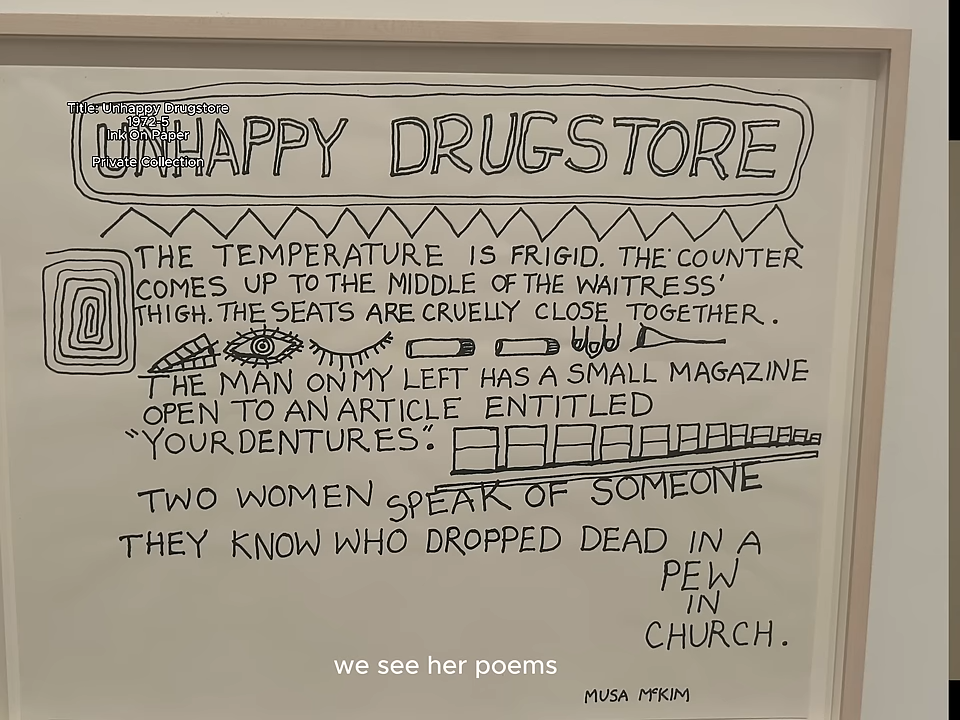 Title: Unhappy Drugstore
1972-5
Ink On Paper
Private Collection
UNHAPPY DRUGSTORE
THE TEMPERATURE IS FRIGID. THE COUNTER
COMES UP TO THE MIDDLE OF THE WAITRESS'
THIGH. THE SEATS ARE CRUELLY CLOSE TOGETHER.
THE MAN ON MY LEFT HAS A SMALL MAGAZINE
OPEN TO AN ARTICLE ENTITLED
"YOUR DENTURES".
TWO WOMEN SPEAK OF SOMEONE
THEY KNOW WHO DROPPED DEAD IN A
PEW
IN
CHURCH.
we see her poems
MUSA McKIM